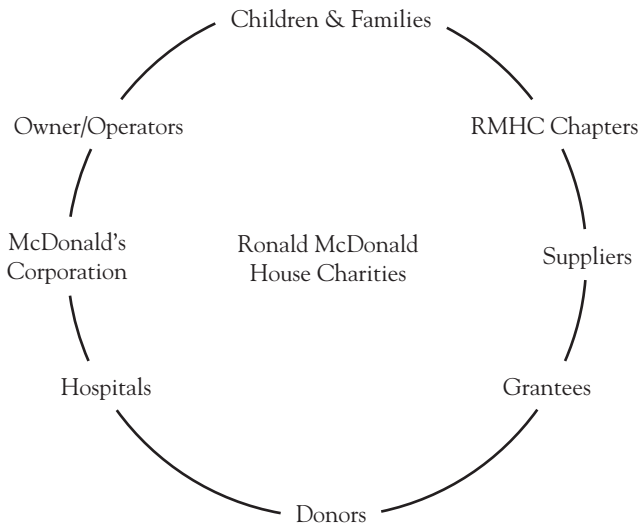 Children & Families
Owner/Operators
RMHC Chapters
McDonald's
Corporation
Ronald McDonald
House Charities
Suppliers
Hospitals
Grantees
Donors